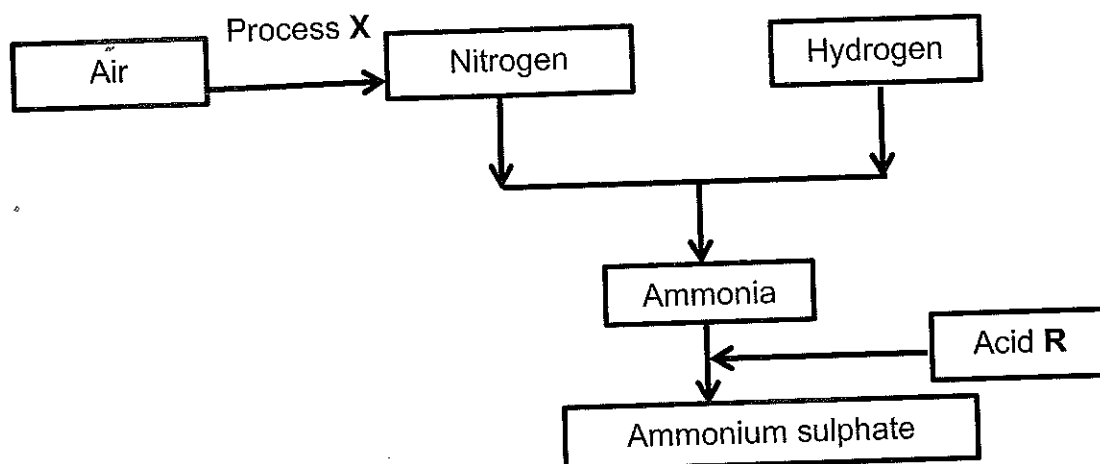 Process X
Air
Nitrogen
Hydrogen
Ammonia
Acid R
Ammonium sulphate